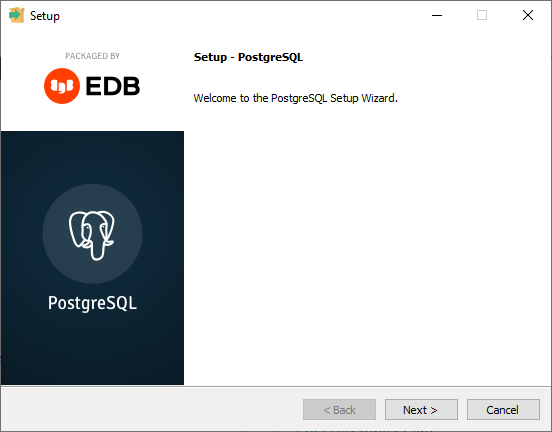 Setup
PACKAGED BY
EDB
PostgreSQL
Setup - PostgreSQL
Welcome to the PostgreSQL Setup Wizard.
< Back
Next >
Cancel